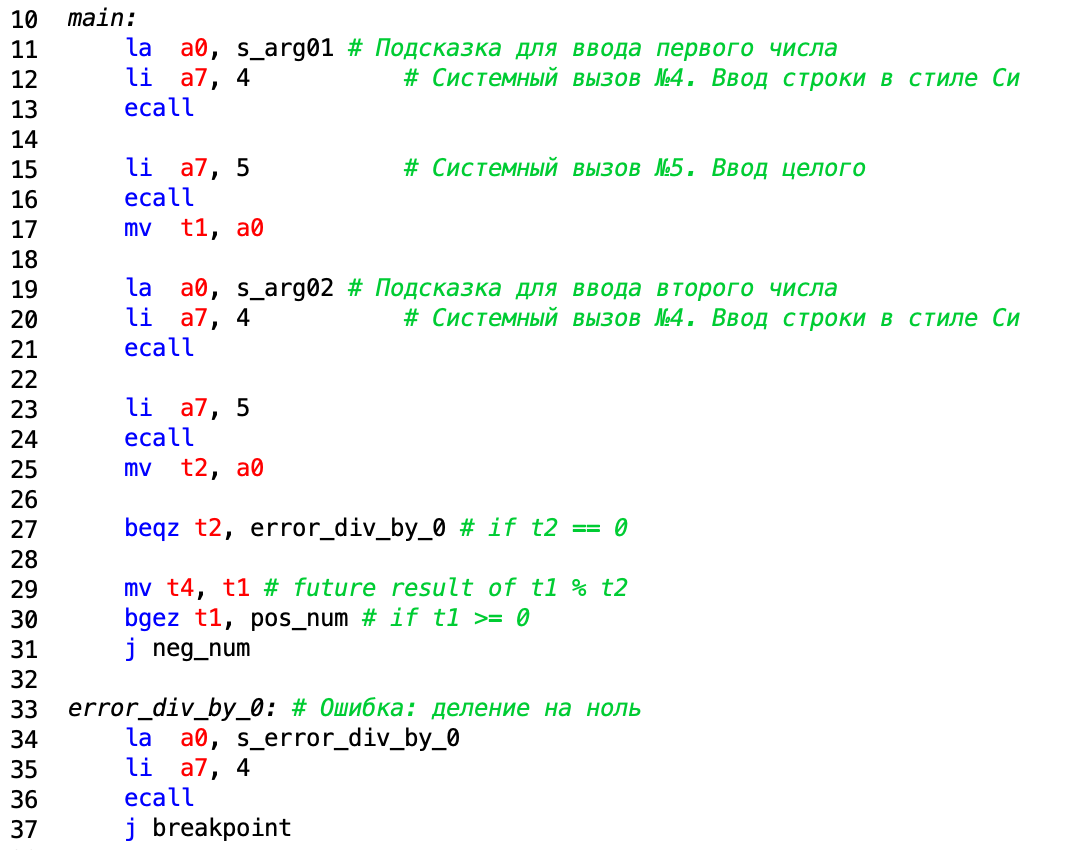 10 main:
11 la a0, s_arg01 # Подсказка для ввода первого числа
12 li a7, 4 # Системный вызов №4. Ввод строки в стиле Си
13 ecall
14
15 li a7, 5 # Системный вызов №5. Ввод целого
16 ecall
17 mv t1, a0
18
19 la a0, s_arg02 # Подсказка для ввода второго числа
20 li a7, 4 # Системный вызов №4. Ввод строки в стиле Си
21 ecall
22
23 li a7, 5
24 ecall
25 mv t2, a0
26
27 beqz t2, error_div_by_0 # if t2 == 0
28
29 mv t4, t1 # future result of t1 % t2
30 bgez t1, pos_num # if t1 >= 0
31 j neg_num
32
33 error_div_by_0: # Ошибка: деление на ноль
34 la a0, s_error_div_by_0
35 li a7, 4
36 ecall
37 j breakpoint